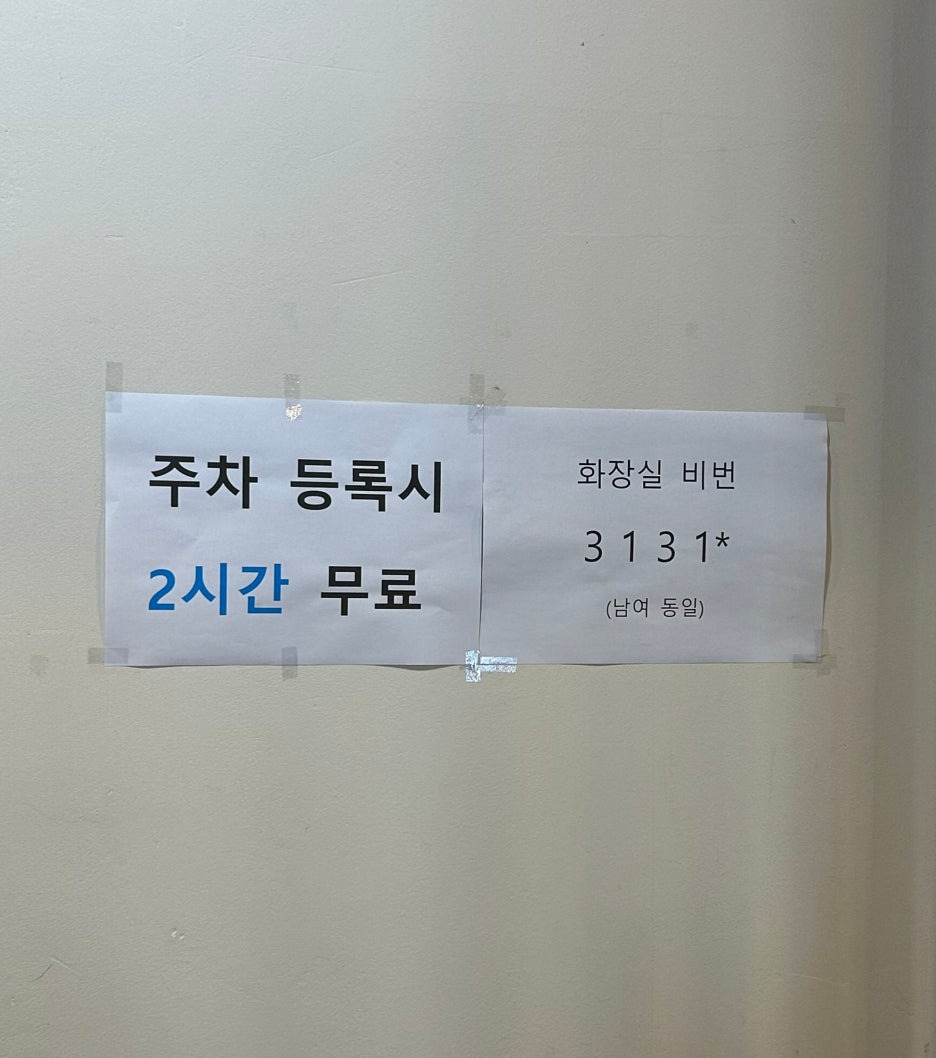 주차 등록시
2시간 무료
화장실 비번
3 1 3 1*
(남여 동일)